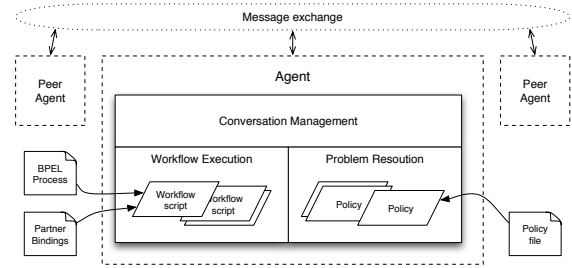 Message exchange
Peer
Agent
Agent
Peer
Agent
Conversation Management
Workflow Execution
Problem Resoution
BPEL
Process
Workflow
script
Workflow
script
Policy
Policy
Partner
Bindings
Policy
file